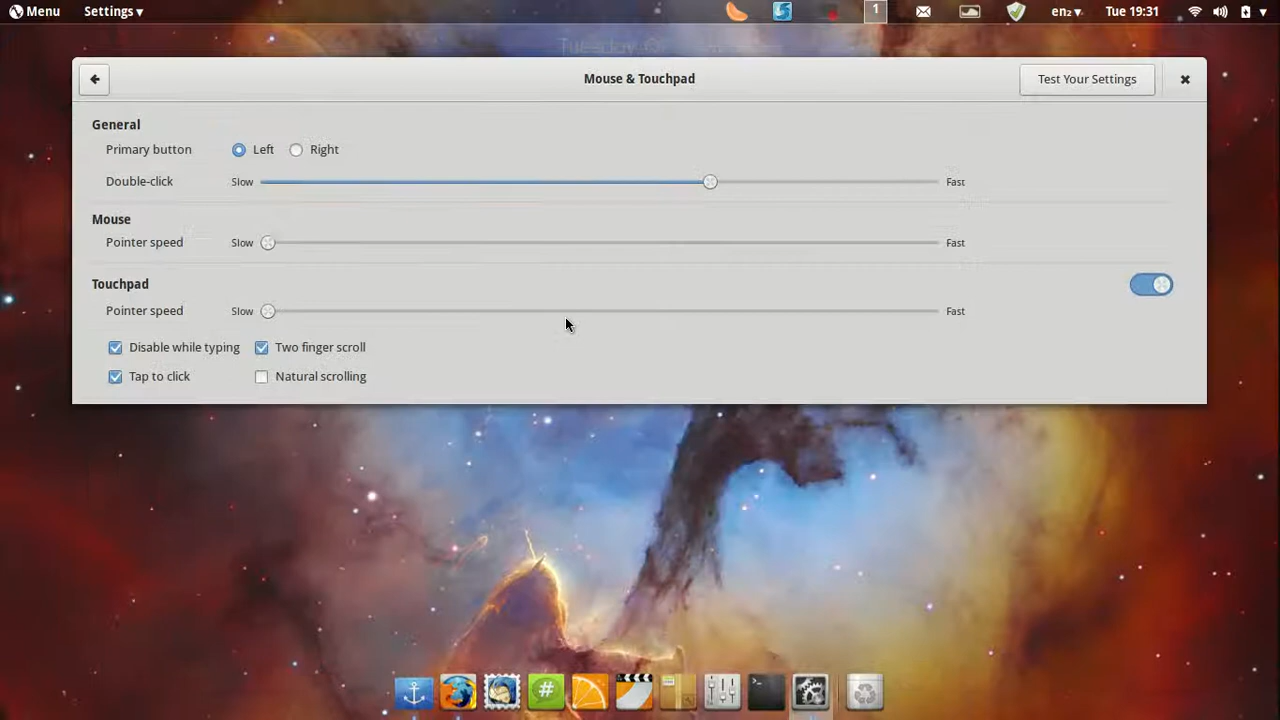 Menu Settings ▾ 1 en₂ ▾ Tue 19:31
Tuesday
Mouse & Touchpad Test Your Settings
General
Primary button Left Right
Double-click Slow Fast
Mouse
Pointer speed Slow Fast
Touchpad
Pointer speed Slow Fast
Disable while typing Two finger scroll
Tap to click Natural scrolling
#
>_